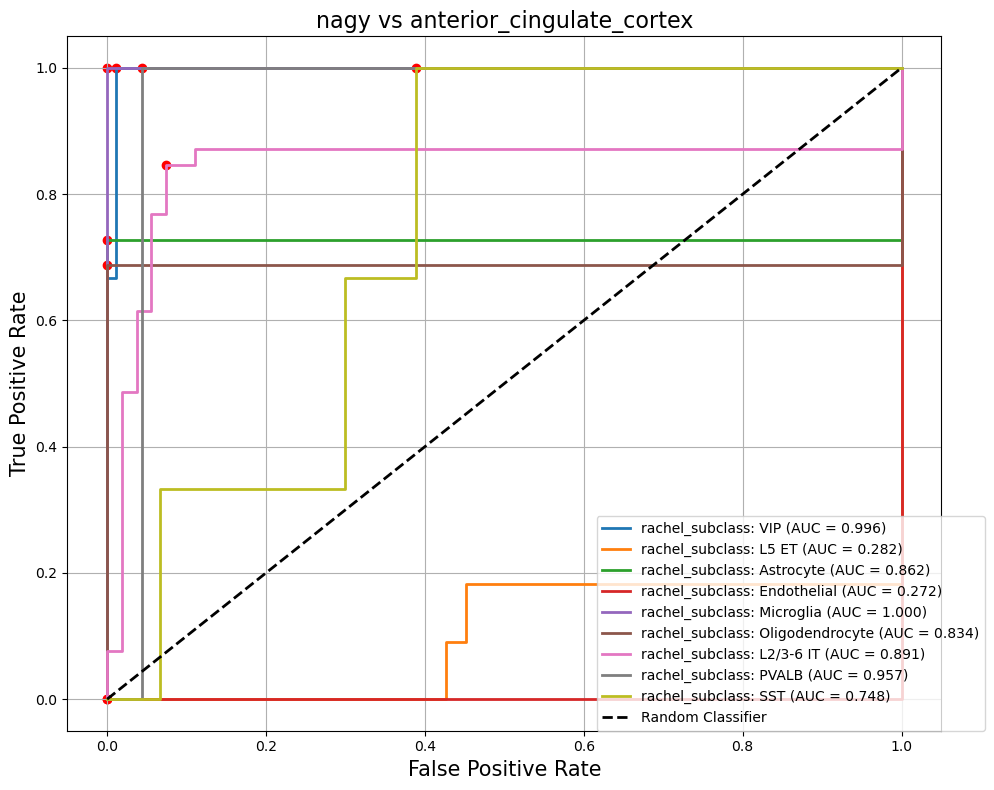 nagy vs anterior_cingulate_cortex
True Positive Rate
1.0
0.8
0.6
0.4
0.2
0.0
rachel_subclass: VIP (AUC = 0.996)
rachel_subclass: L5 ET (AUC = 0.282)
rachel_subclass: Astrocyte (AUC = 0.862)
rachel_subclass: Endothelial (AUC = 0.272)
rachel_subclass: Microglia (AUC = 1.000)
rachel_subclass: Oligodendrocyte (AUC = 0.834)
rachel_subclass: L2/3-6 IT (AUC = 0.891)
rachel_subclass: PVALB (AUC = 0.957)
rachel_subclass: SST (AUC = 0.748)
Random Classifier
0.0 0.2 0.4 0.6 0.8 1.0
False Positive Rate